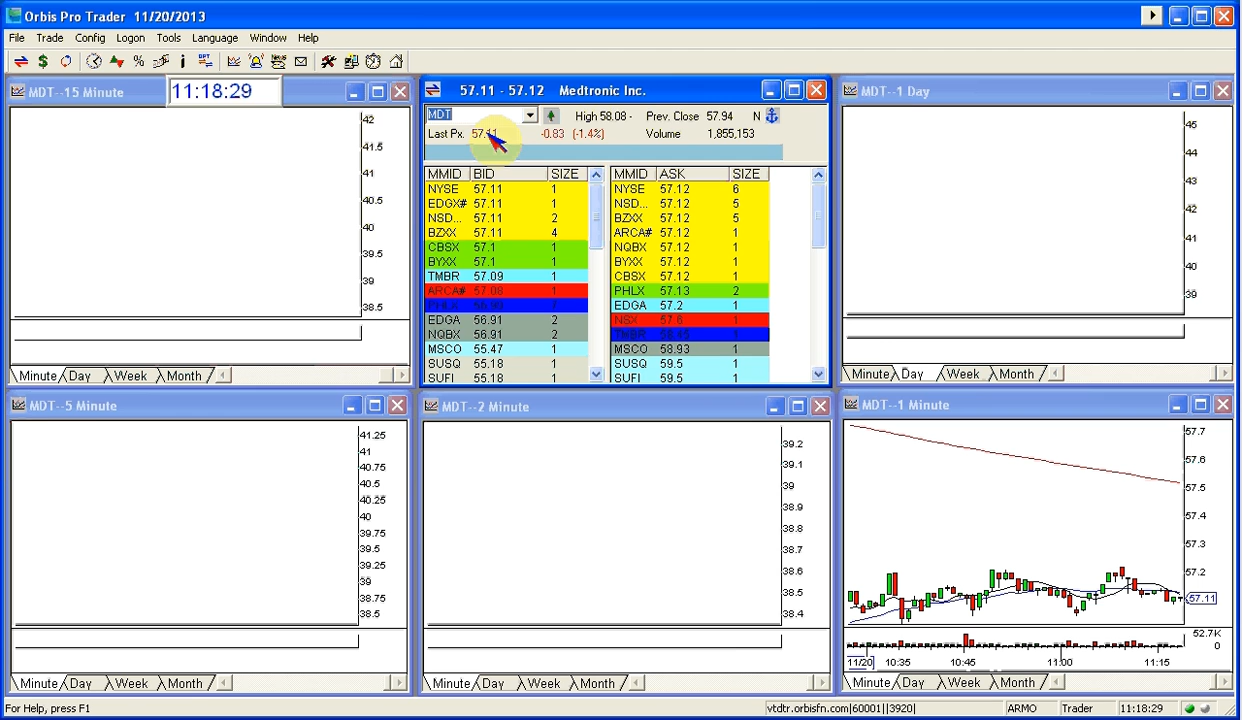 Orbis Pro Trader 11/20/2013
File Trade Config Logon Tools Language Window Help
MDT--15 Minute
11:18:29
42
41.5
41
40.5
40
39.5
39
38.5
Minute Day Week Month
57.11 - 57.12 Medtronic Inc.
MDT High 58.08 - Prev. Close 57.94 N
Last Px. 57.11 -0.83 (-1.4%) Volume 1,855,153
MMID BID SIZE MMID ASK SIZE
NYSE 57.11 1 NYSE 57.12 6
EDGX# 57.11 1 NSD... 57.12 5
NSD... 57.11 2 BZXX 57.12 5
BZXX 57.11 4 ARCA# 57.12 1
CBSX 57.1 1 NQBX 57.12 1
BYXX 57.1 1 BYXX 57.12 1
TMBR 57.09 1 CBSX 57.12 1
ARCA# 57.08 1 PHLX 57.13 2
EDGA 57.2 1
EDGA 56.91 2 NSX 57.6 1
NQBX 56.91 2 TMBR 58.45 1
MSCO 55.47 1 MSCO 58.93 1
SUSQ 55.18 1 SUSQ 59.5 1
SUFI 55.18 1 SUFI 59.5 1
MDT--1 Day
45
44
43
42
41
40
39
Minute Day Week Month
MDT--5 Minute
41.25
41
40.75
40.5
40.25
40
39.75
39.5
39.25
39
38.75
38.5
Minute Day Week Month
MDT--2 Minute
39.2
39.1
39
38.9
38.8
38.7
38.6
38.5
38.4
Minute Day Week Month
MDT--1 Minute
57.7
57.6
57.5
57.4
57.3
57.2
57.11
52.7K
0
11/20 10:35 10:45 11:00 11:15
Minute Day Week Month
For Help, press F1 vtdtr.orbisfn.com|60001||3920| ARMO Trader 11:18:29